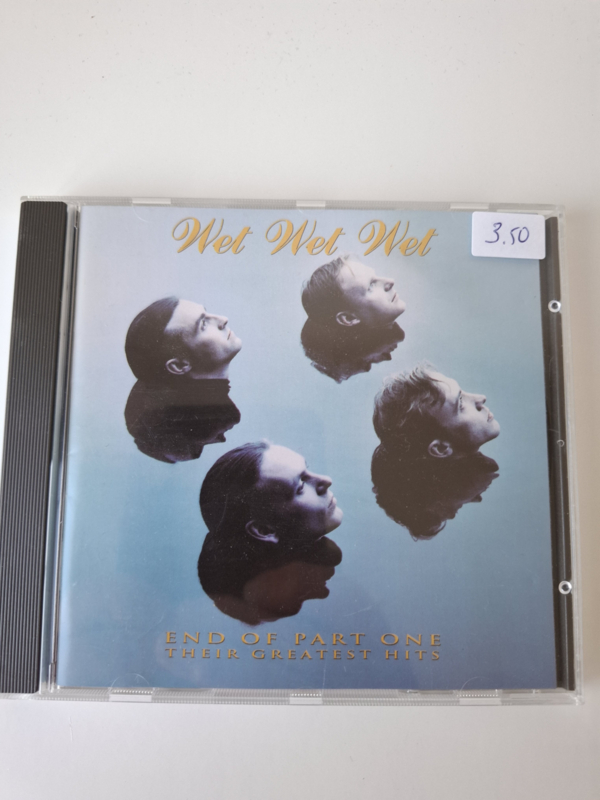 Wet Wet Wet
3.50
END OF PART ONE
THEIR GREATEST HITS